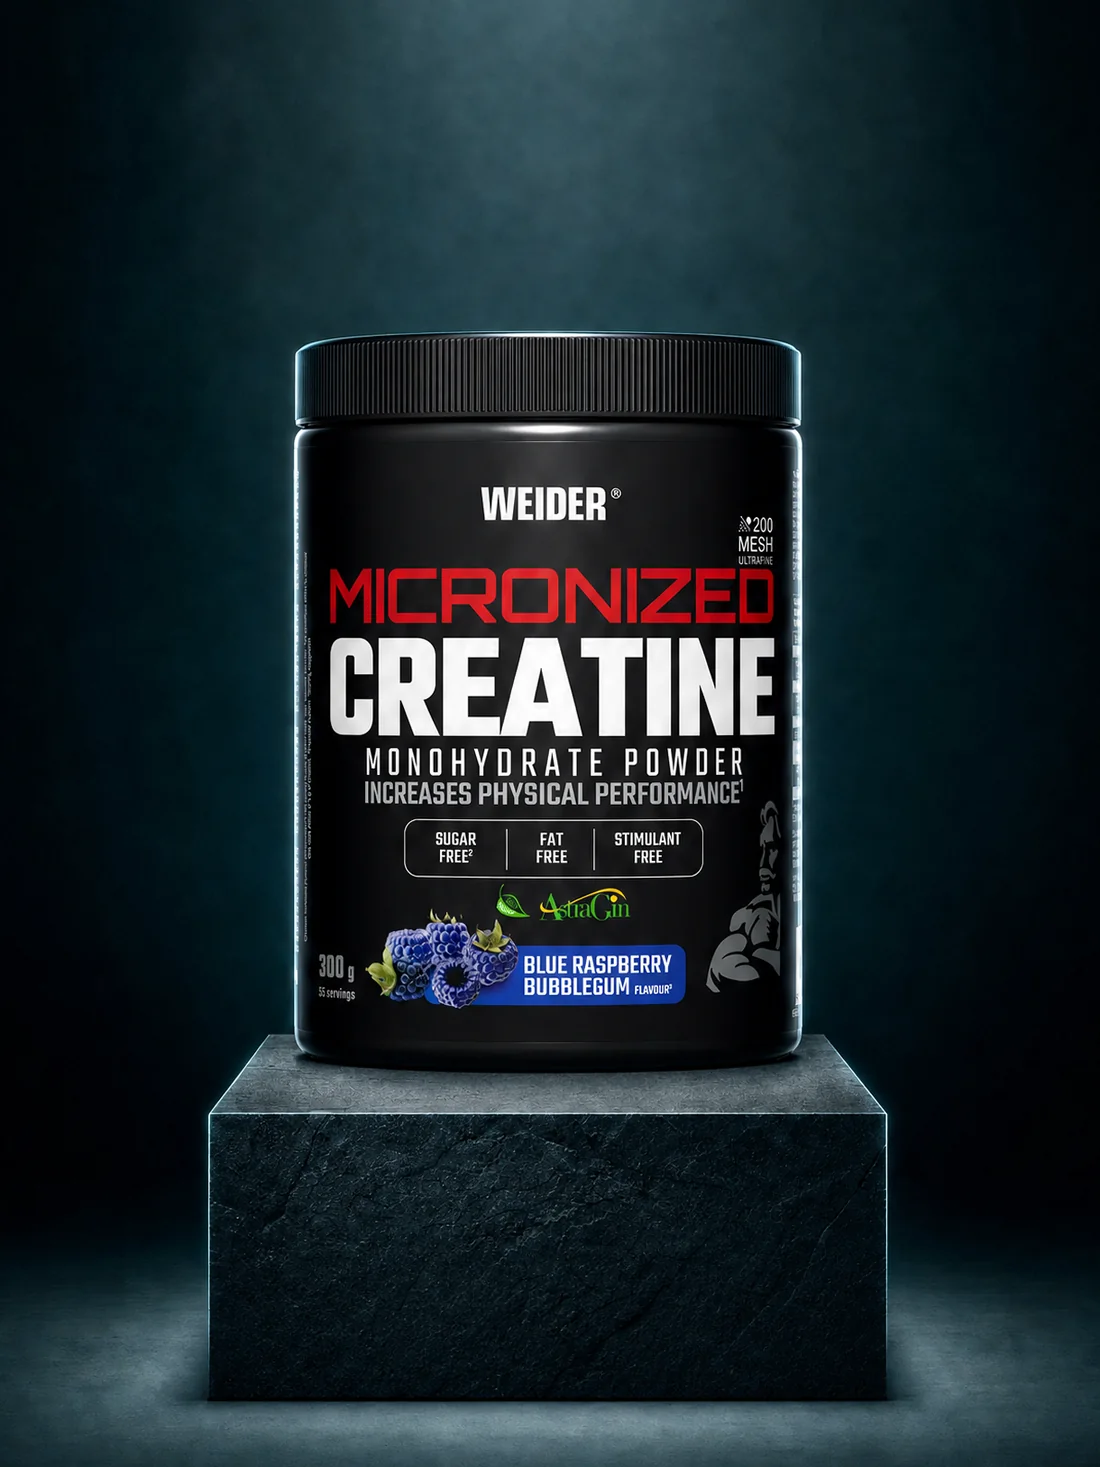 WEIDER®
200
MESH
ULTRAFINE
MICRONIZED
CREATINE
MONOHYDRATE POWDER
INCREASES PHYSICAL PERFORMANCE¹
SUGAR FREE²
FAT FREE
STIMULANT FREE
AstraGin
BLUE RASPBERRY
BUBBLEGUM FLAVOUR³
300 g
55 servings